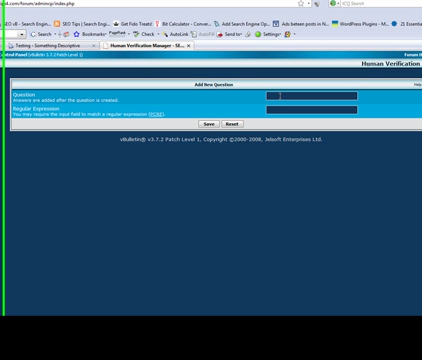 ipi4.com/forum/admincp/index.php
ICQ Search
SEO vB - Search Engin...
SEO Tips | Search Engi...
Get Fido Treats!
Bit Calculator - Conver...
Add Search Engine Op...
Ads between posts in N...
WordPress Plugins - M...
21 Essential
Search
Bookmarks
PageRank
Check
AutoLink
AutoFill
Send to
Settings
Testing - Something Descriptive
Human Verification Manager - SE...
Control Panel (vBulletin 3.7.2 Patch Level 1)
Forum H
Human Verification
Add New Question
Help
Question
Answers are added after the question is created.
Regular Expression
You may require the input field to match a regular expression (PCRE)
Save
Reset
vBulletin® v3.7.2 Patch Level 1, Copyright ©2000-2008, Jelsoft Enterprises Ltd.